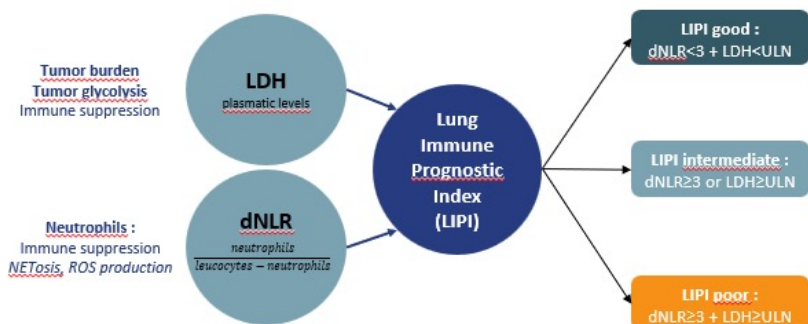 Tumor burden
Tumor glycolysis
Immune suppression
LDH
plasmatic levels
Neutrophils :
Immune suppression
NETosis, ROS production
dNLR
neutrophils
leucocytes − neutrophils
Lung
Immune
Prognostic
Index
(LIPI)
LIPI good :
dNLR<3 + LDH<ULN
LIPI intermediate :
dNLR≥3 or LDH≥ULN
LIPI poor :
dNLR≥3 + LDH≥ULN